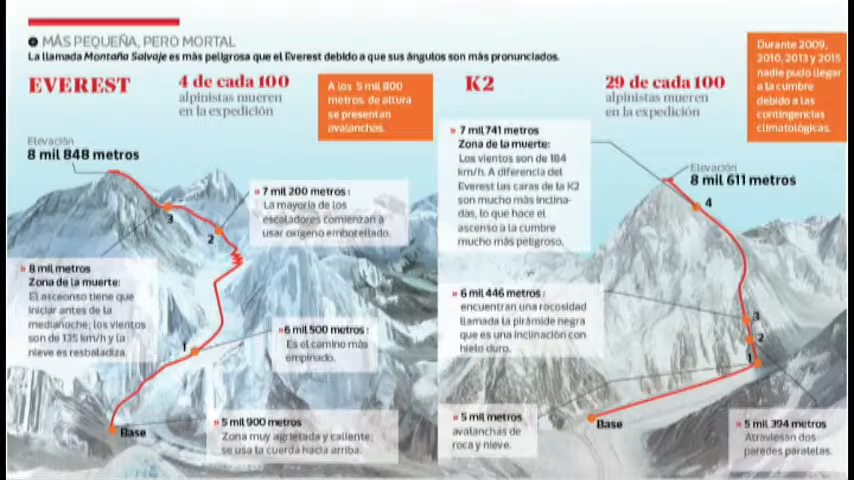 MÁS PEQUEÑA, PERO MORTAL
La llamada Montaña Salvaje es más peligrosa que el Everest debido a que sus ángulos son más pronunciados.
EVEREST
4 de cada 100
alpinistas mueren
en la expedición
A los 5 mil 800
metros, de altura
se presentan
avalanchas.
Elevación
8 mil 848 metros
3
2
» 7 mil 200 metros:
La mayoría de los
escaladores comienzan a
usar oxígeno embotellado.
» 8 mil metros
Zona de la muerte:
El asceonso tiene que
iniciar antes de la
medianoche; los vientos
son de 135 km/h y la
nieve es resbaladiza.
1
»6 mil 500 metros:
Es el camino más
empinado.
Base
» 5 mil 900 metros
Zona muy agrietada y caliente;
se usa la cuerda hacia arriba.
K2
29 de cada 100
alpinistas mueren
en la expedición
Durante 2009,
2010, 2013 y 2015
nadie pudo llegar
a la cumbre
debido a las
contingencias
climatológicas.
» 7 mil 741 metros
Zona de la muerte:
Los vientos son de 184
km/h. A diferencia del
Everest las caras de la K2
son mucho más inclina-
das, lo que hace el
ascenso a la cumbre
mucho más peligroso.
Elevación
8 mil 611 metros
4
» 6 mil 446 metros:
encuentran una rocosidad
llamada la pirámide negra
que es una inclinación con
hielo duro.
3
2
1
» 5 mil metros
avalanchas de
roca y nieve.
Base
» 5 mil 394 metros
Atraviesan dos
paredes paralelas.